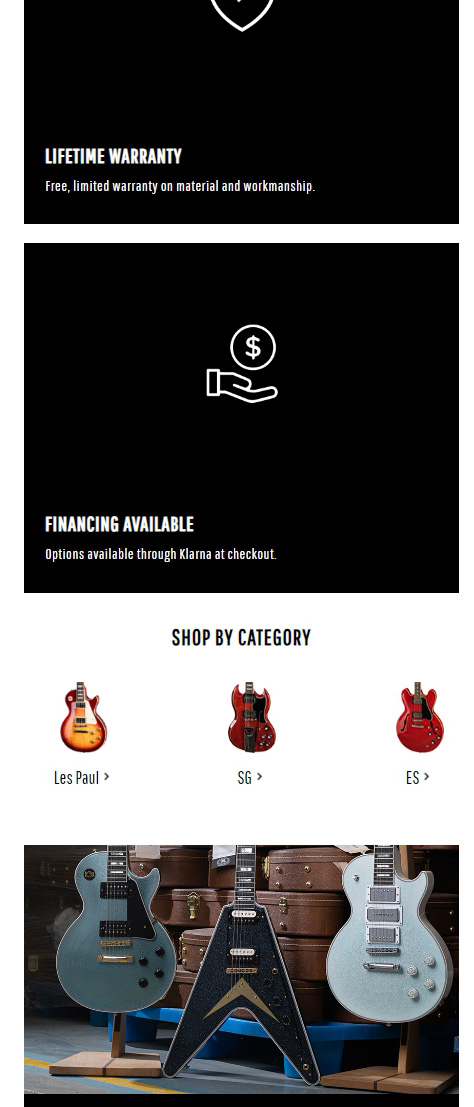 LIFETIME WARRANTY
Free, limited warranty on material and workmanship.
$
FINANCING AVAILABLE
Options available through Klarna at checkout.
SHOP BY CATEGORY
Les Paul >
SG >
ES >